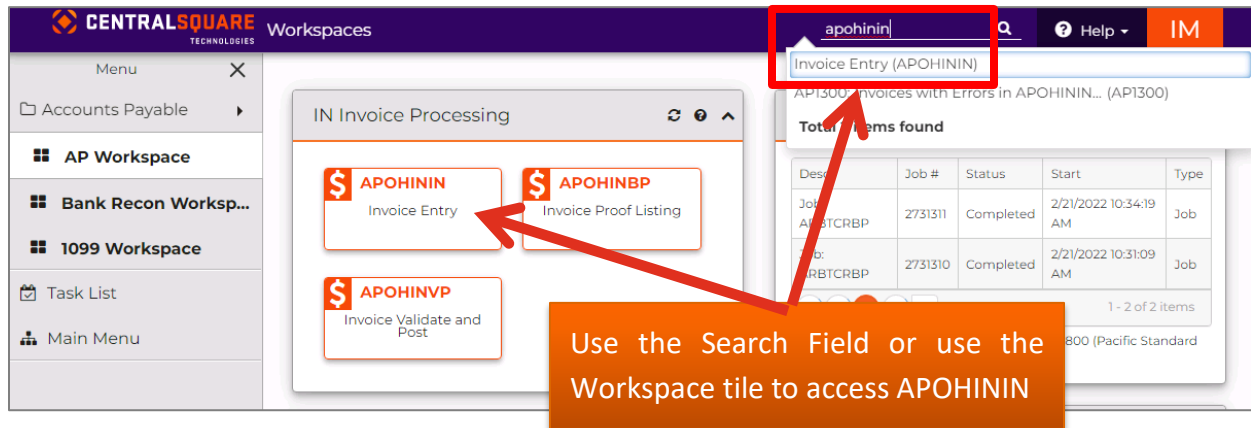 CENTRALSQUARE
TECHNOLOGIES
Workspaces
apohinin
Help
IM
Menu
Accounts Payable
AP Workspace
Bank Recon Worksp...
1099 Workspace
Task List
Main Menu
IN Invoice Processing
APOHININ
Invoice Entry
APOHINBP
Invoice Proof Listing
APOHINVP
Invoice Validate and
Post
Invoice Entry (APOHININ)
AP1300: Invoices with Errors in APOHININ... (AP1300)
Total items found
Job # Status Start Type
2731311 Completed 2/21/2022 10:34:19
AM Job
2731310 Completed 2/21/2022 10:31:09
ARBTCRBP AM Job
1 - 2 of 2 items
800 (Pacific Standard
Use the Search Field or use the
Workspace tile to access APOHININ